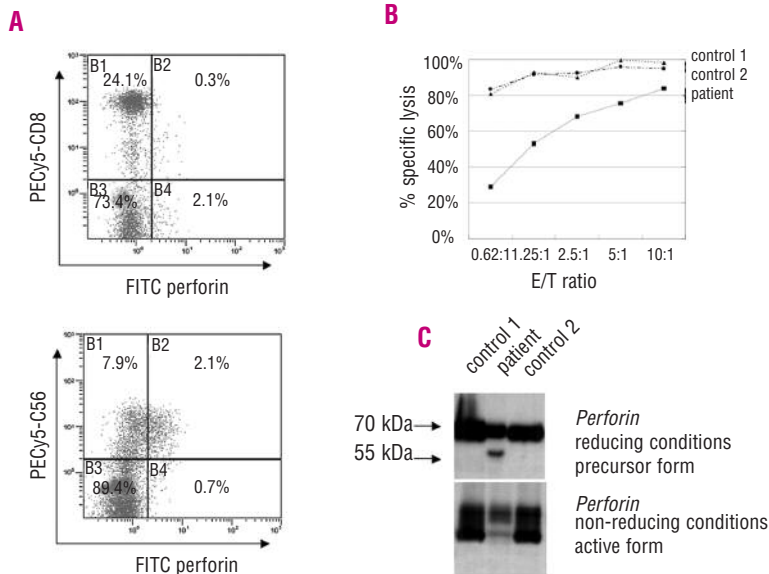 A
B1
B2
24.1%
0.3%
B3
B4
73.4%
2.1%
PECy5-CD8
FITC perforin
B1
B2
7.9%
2.1%
B3
B4
89.4%
0.7%
PECy5-C56
FITC perforin
B
100%
80%
60%
40%
20%
0%
% specific lysis
0.62:1 1.25:1 2.5:1 5:1 10:1
E/T ratio
control 1
control 2
patient
C
control 1
patient
control 2
70 kDa
55 kDa
Perforin
reducing conditions
precursor form
Perforin
non-reducing conditions
active form